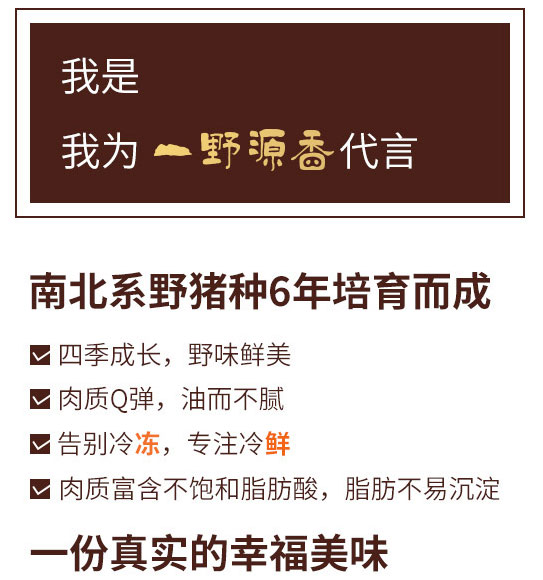 我是
我为 一野源香代言
南北系野猪种6年培育而成
四季成长，野味鲜美
肉质Q弹，油而不腻
告别冷冻，专注冷鲜
肉质富含不饱和脂肪酸，脂肪不易沉淀
一份真实的幸福美味